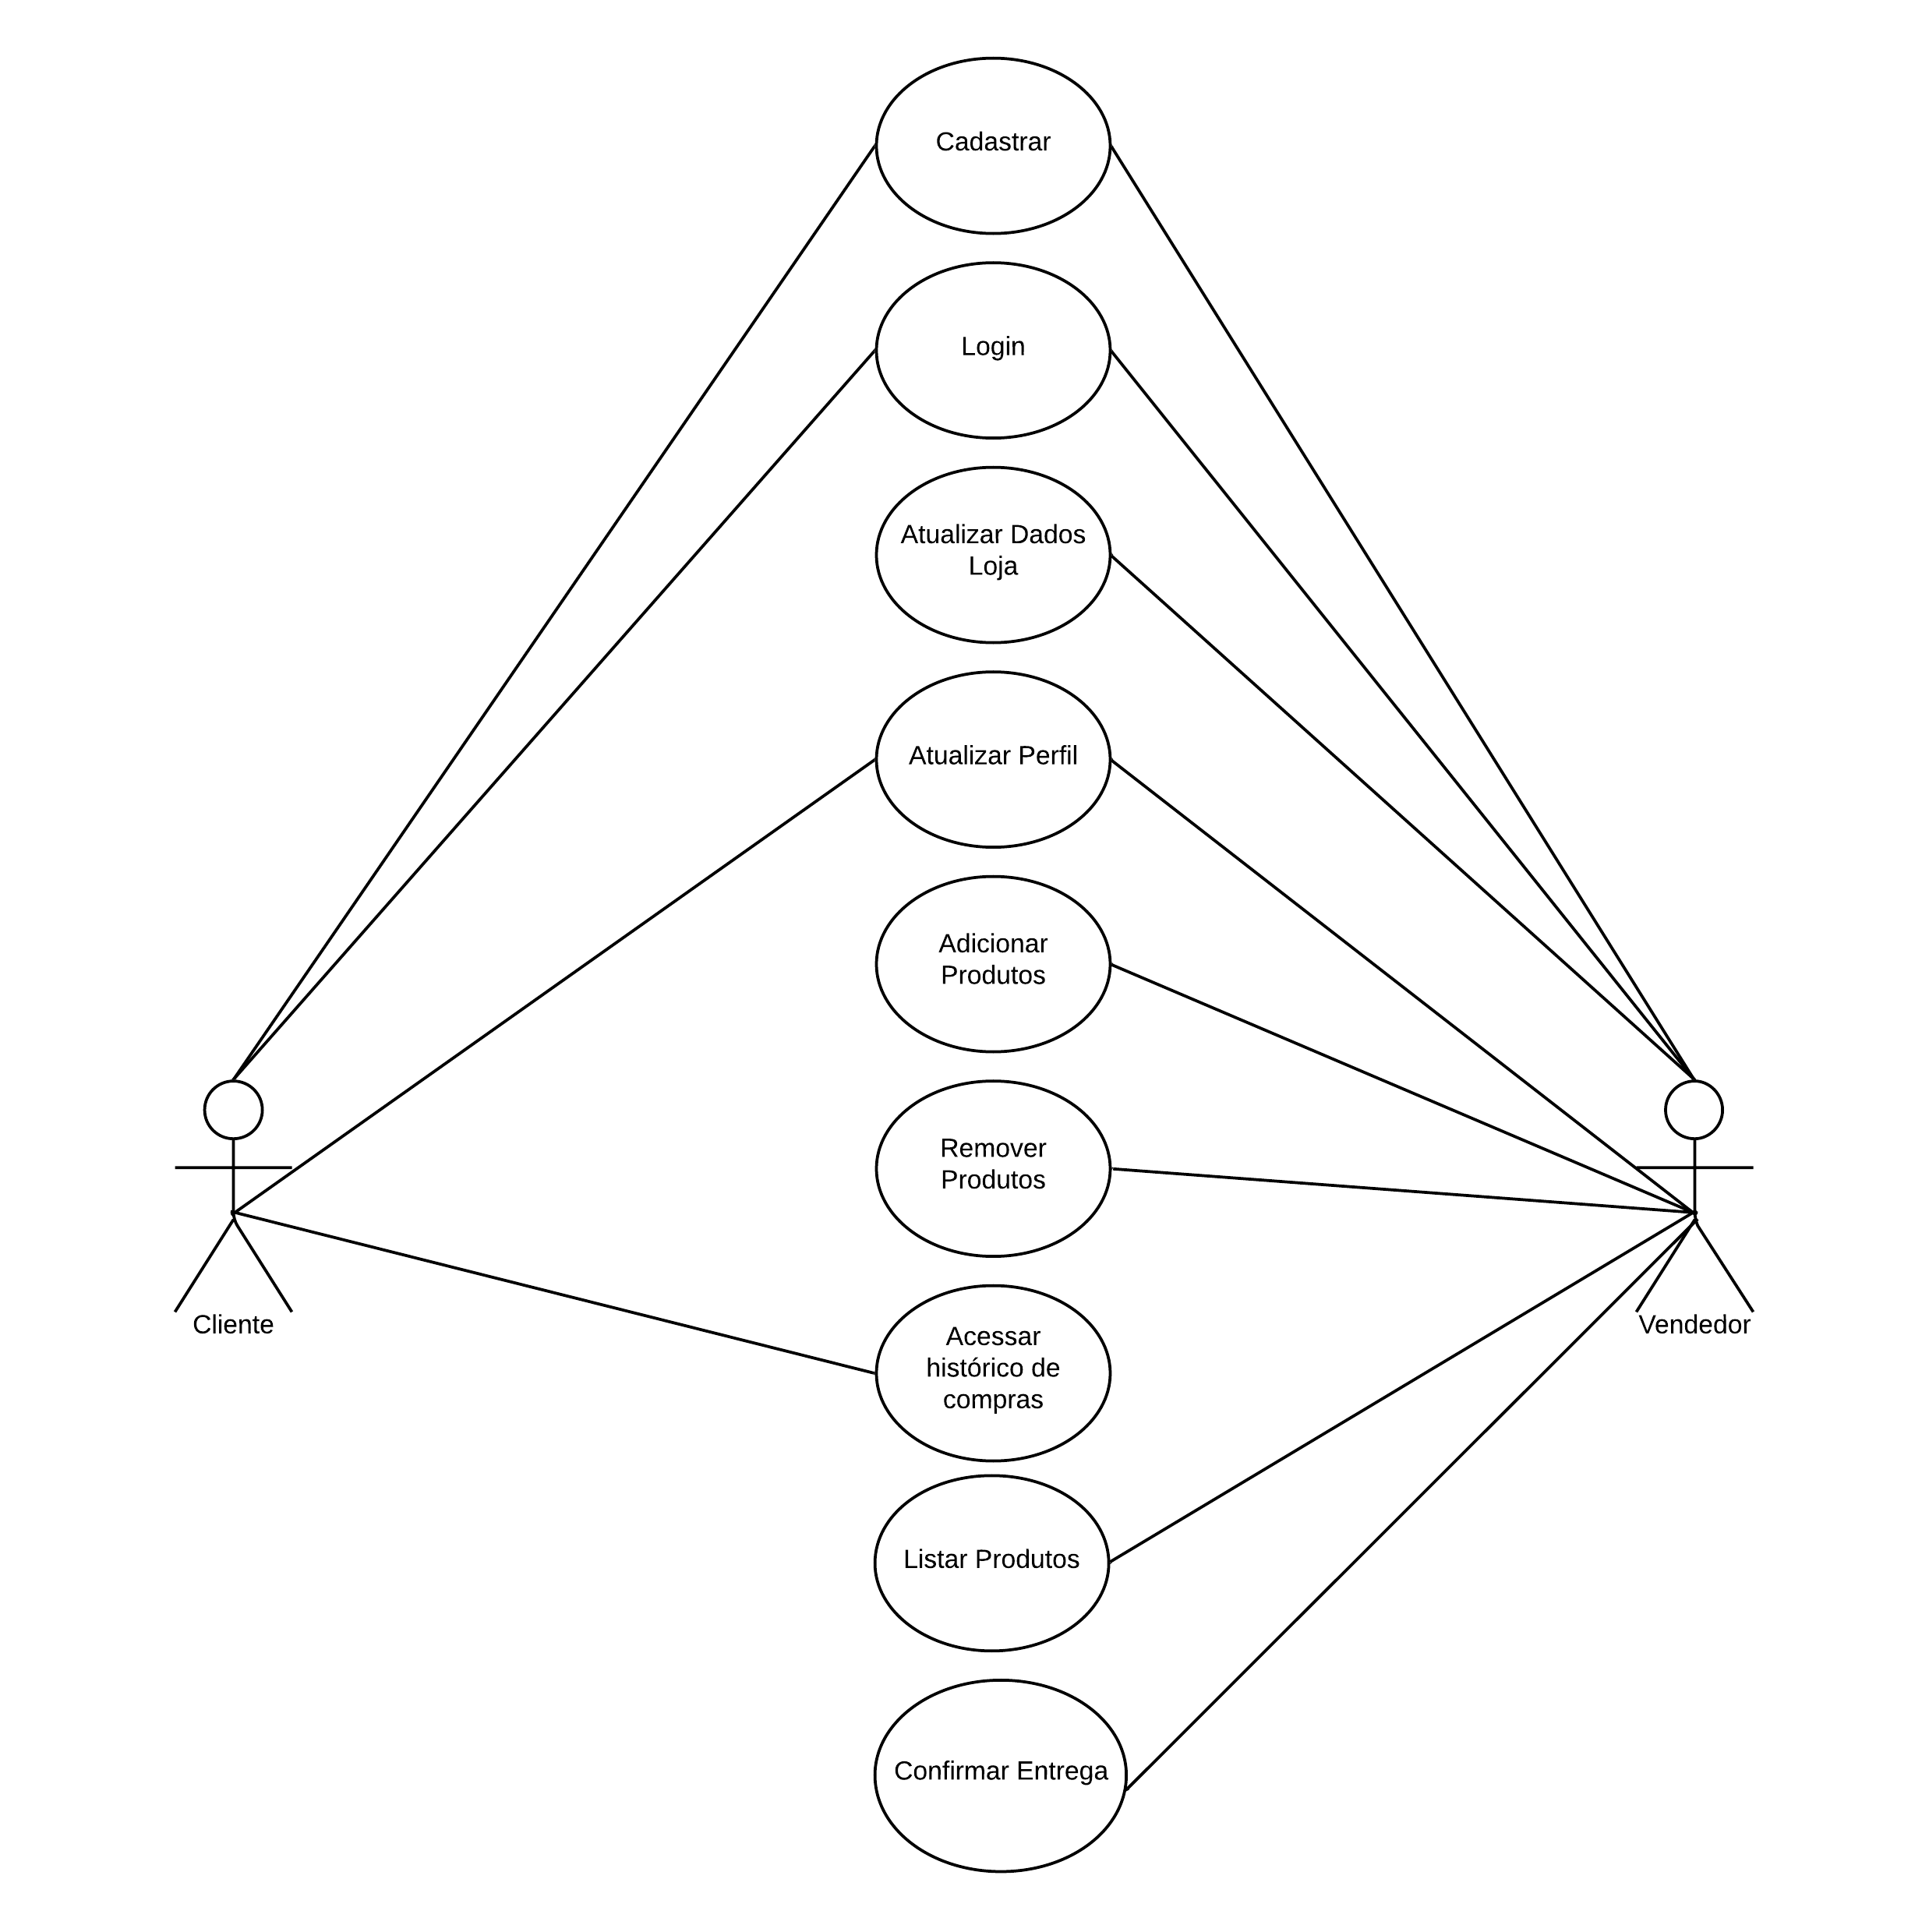 Cadastrar
Login
Atualizar Dados
Loja
Atualizar Perfil
Adicionar
Produtos
Remover
Produtos
Cliente
Vendedor
Acessar
histórico de
compras
Listar Produtos
Confirmar Entrega